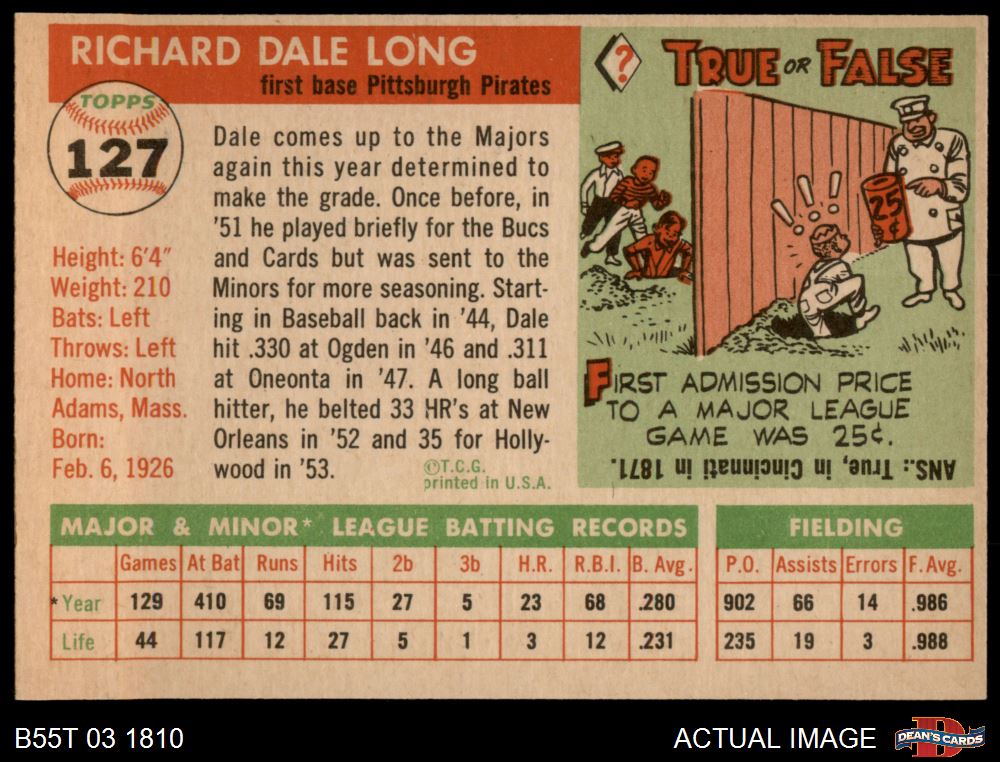 RICHARD DALE LONG
first base Pittsburgh Pirates
TOPPS
127
Height: 6'4"
Weight: 210
Bats: Left
Throws: Left
Home: North
Adams, Mass.
Born:
Feb. 6, 1926
Dale comes up to the Majors
again this year determined to
make the grade. Once before, in
'51 he played briefly for the Bucs
and Cards but was sent to the
Minors for more seasoning. Start-
ing in Baseball back in '44, Dale
hit .330 at Ogden in '46 and .311
at Oneonta in '47. A long ball
hitter, he belted 33 HR's at New
Orleans in '52 and 35 for Holly-
wood in '53.
©T.C.G.
printed in U.S.A.
?
TRUE OR FALSE
! ! !
25
¢
FIRST ADMISSION PRICE
TO A MAJOR LEAGUE
GAME WAS 25¢.
ANS.: True, in Cincinnati in 1871.
MAJOR & MINOR* LEAGUE BATTING RECORDS
Games At Bat Runs Hits 2b 3b H.R. R.B.I. B. Avg.
*Year 129 410 69 115 27 5 23 68 .280
Life 44 117 12 27 5 1 3 12 .231
FIELDING
P.O. Assists Errors F. Avg.
902 66 14 .986
235 19 3 .988
B55T 03 1810
ACTUAL IMAGE
D
DEAN'S CARDS